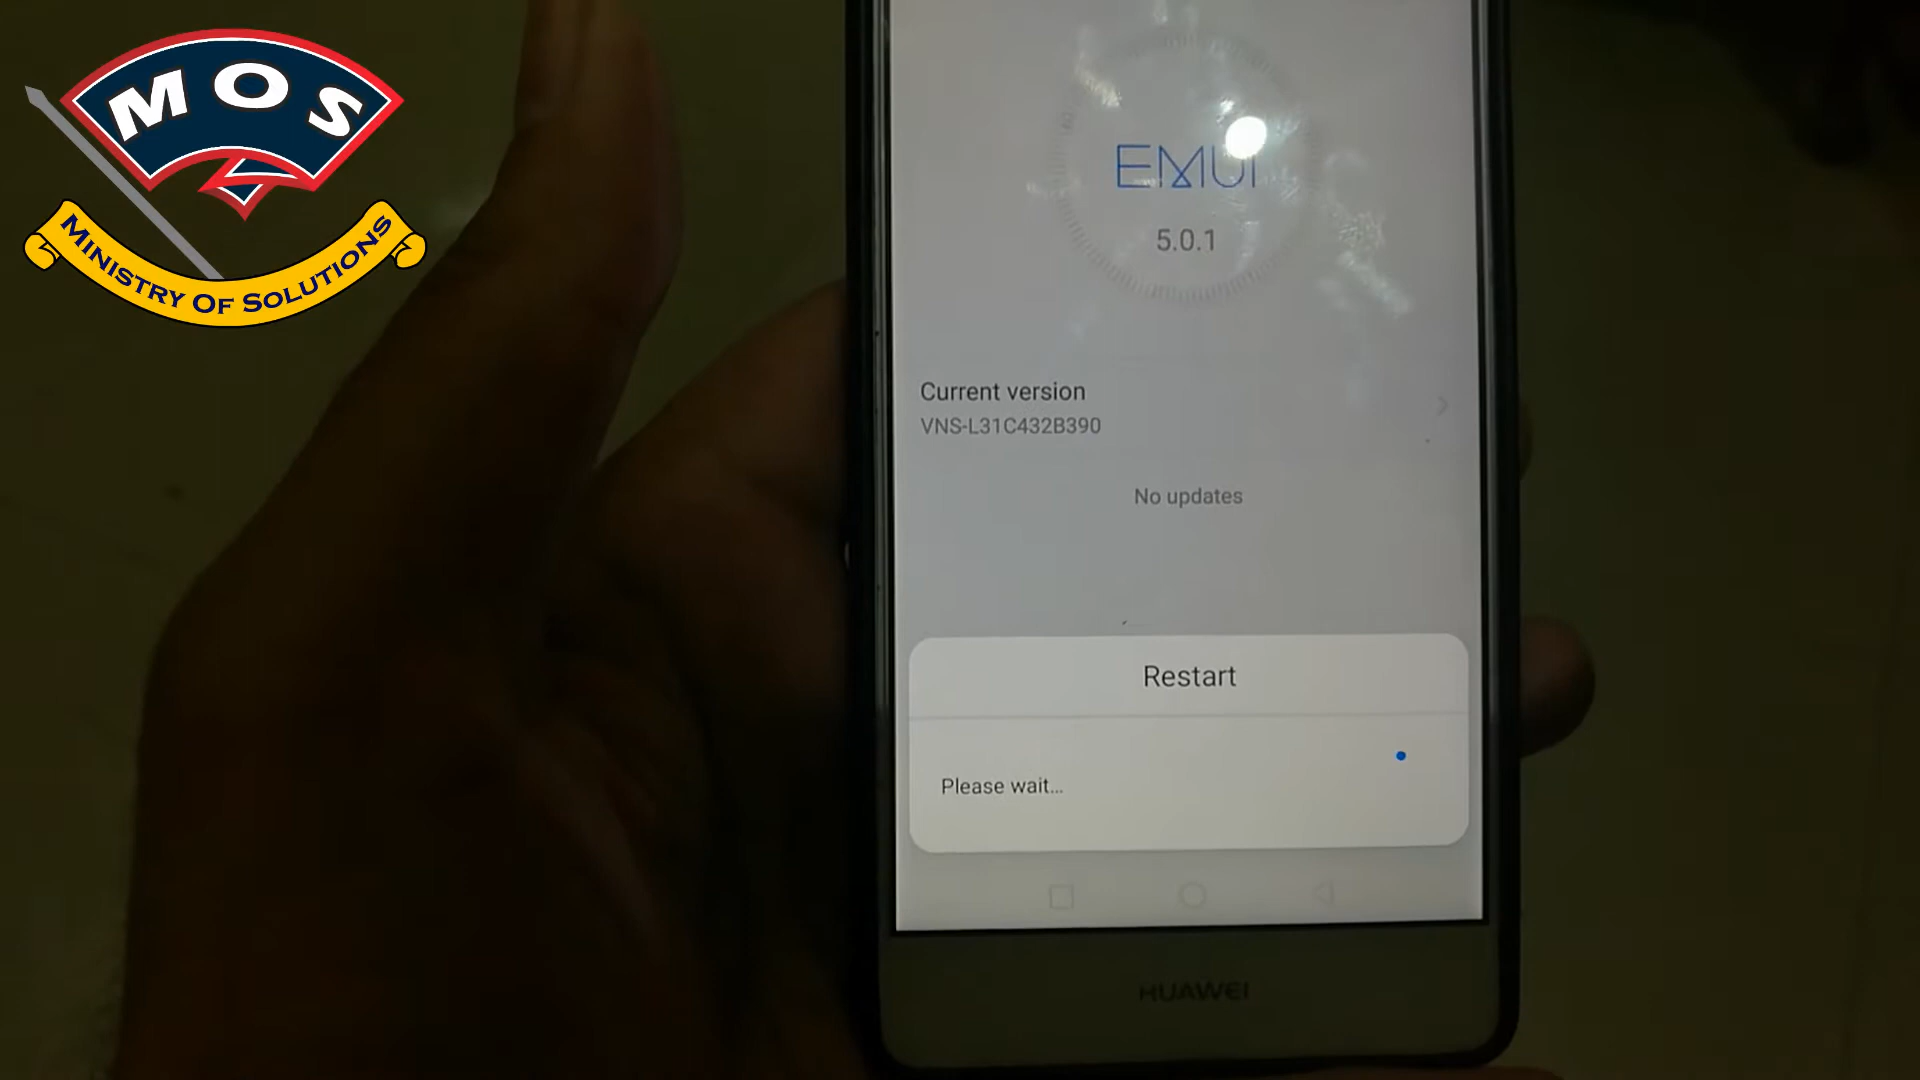 MOS
MINISTRY OF SOLUTIONS
EMUI
5.0.1
Current version
VNS-L31C432B390
No updates
Restart
Please wait...
HUAWEI